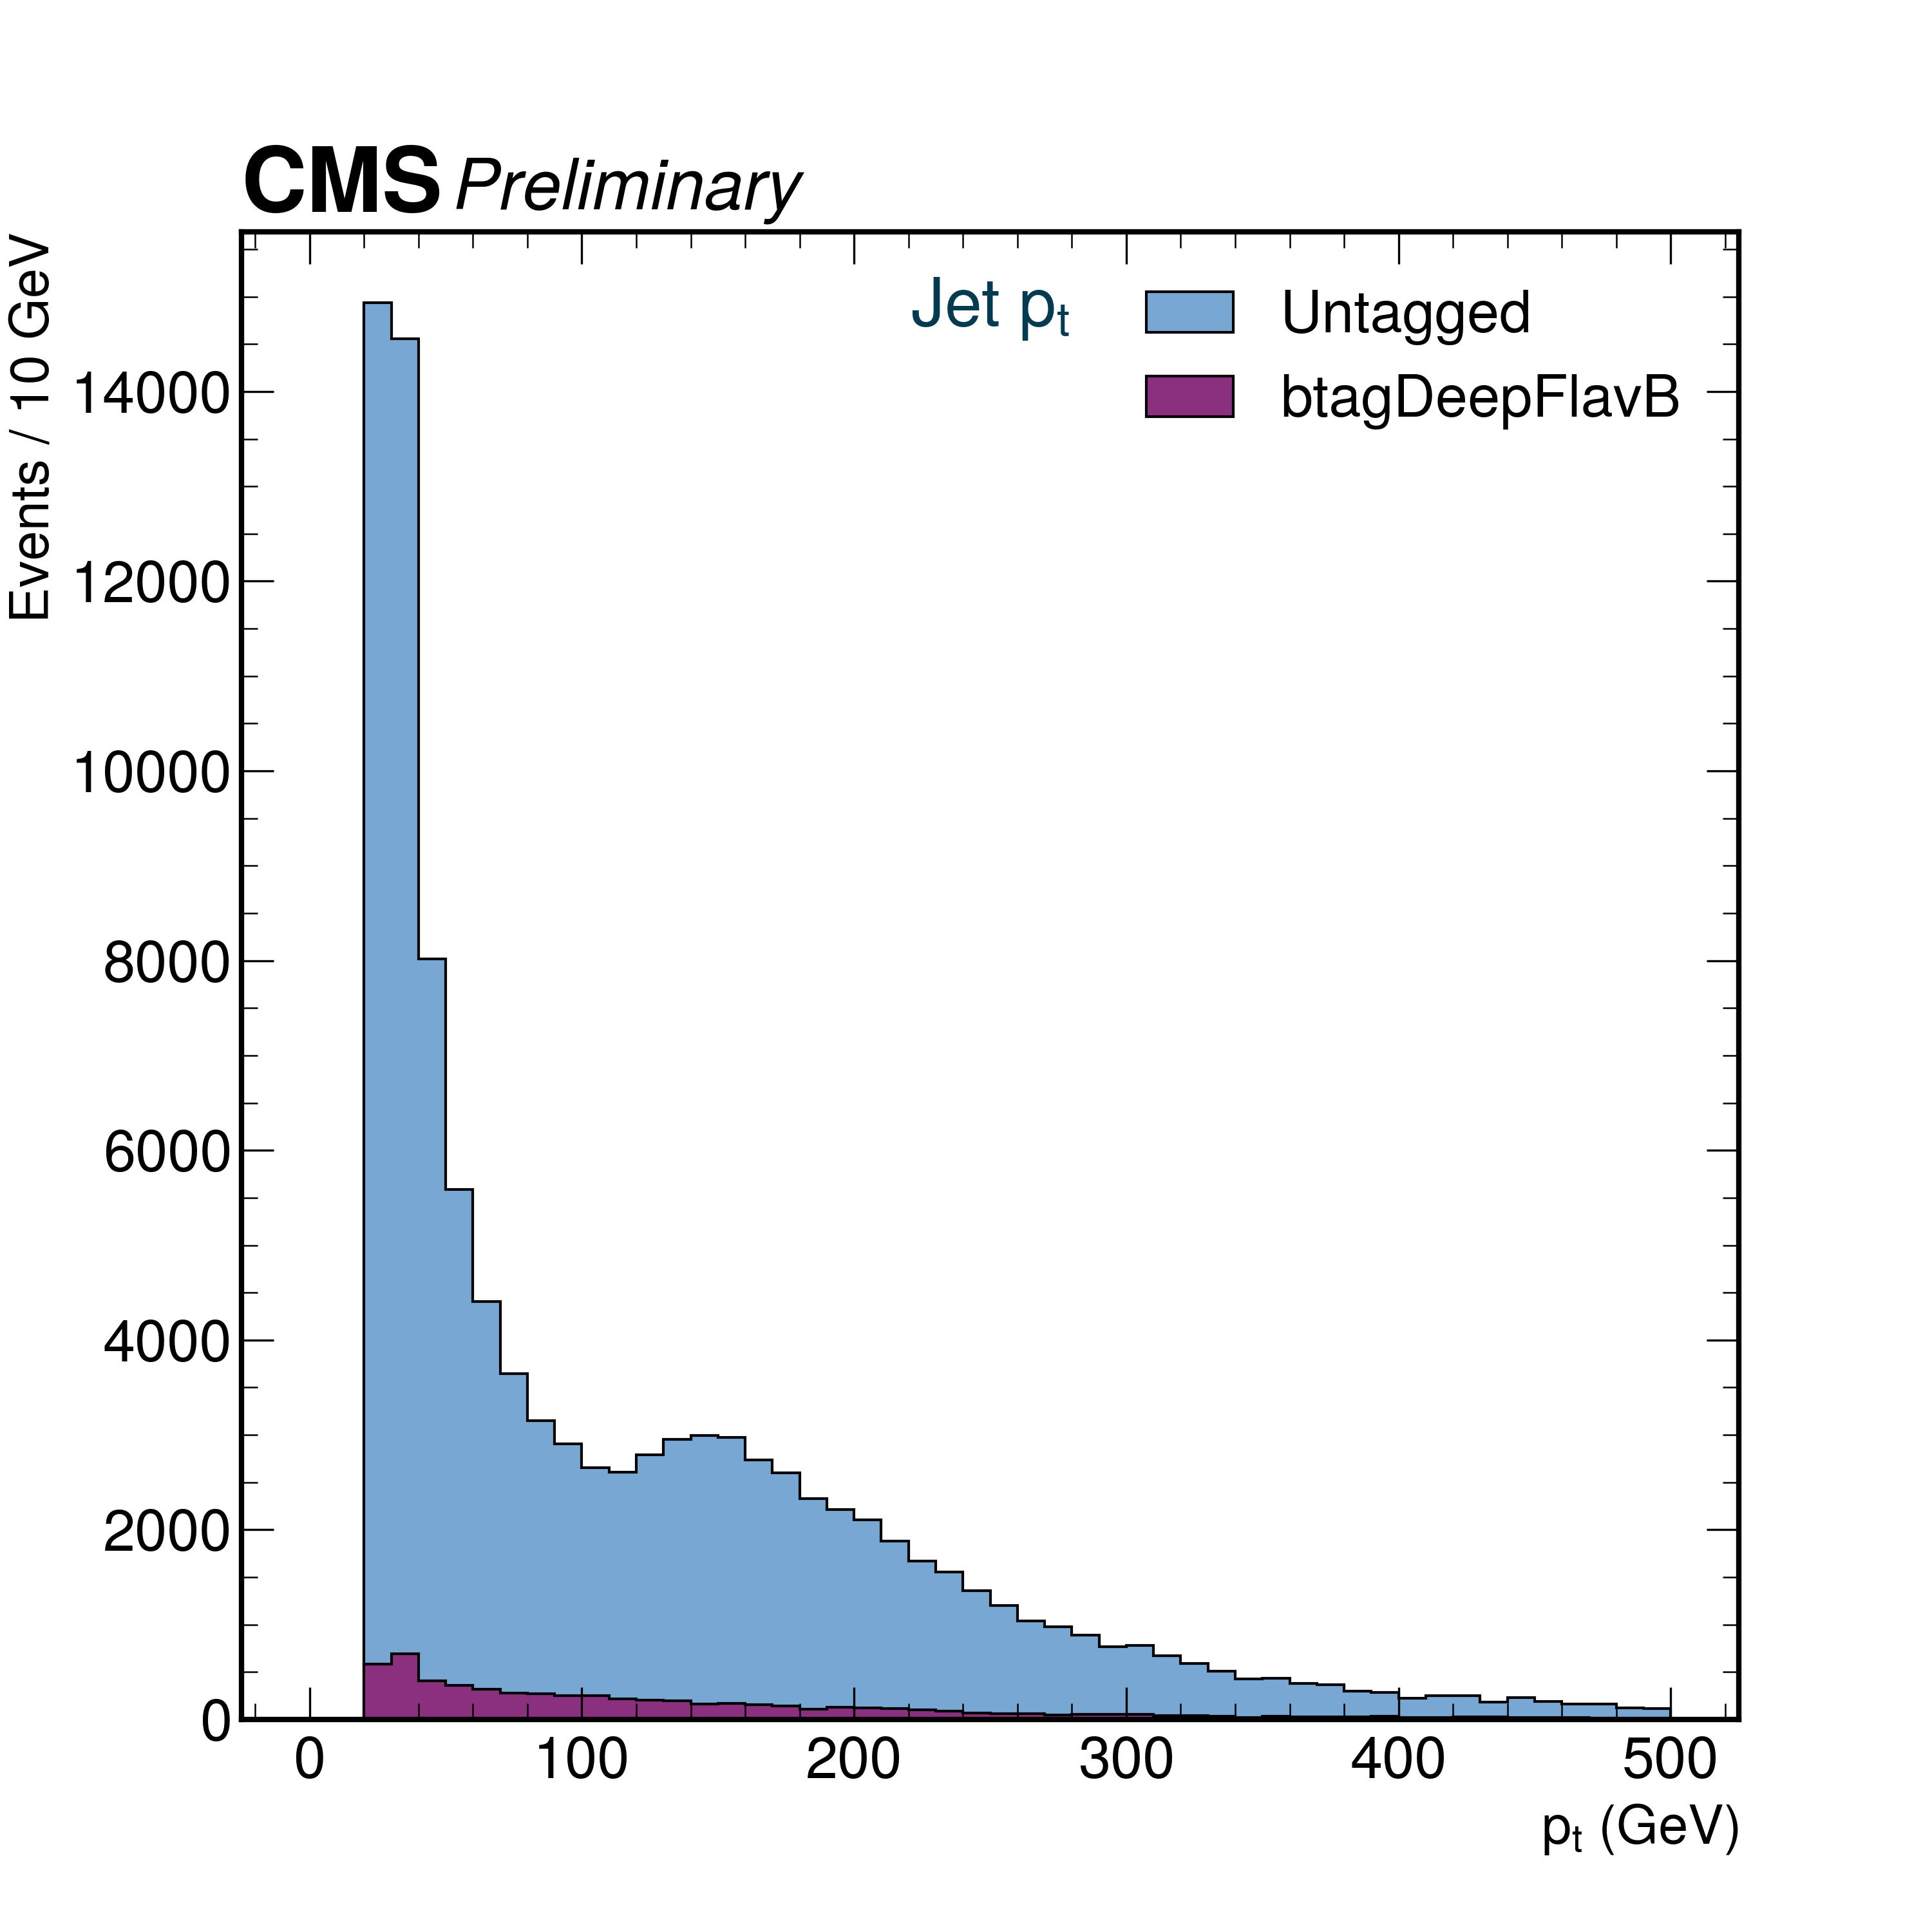 CMS Preliminary
Events / 10 GeV
Jet pt
Untagged
btagDeepFlavB
14000
12000
10000
8000
6000
4000
2000
0
0 100 200 300 400 500
pt (GeV)